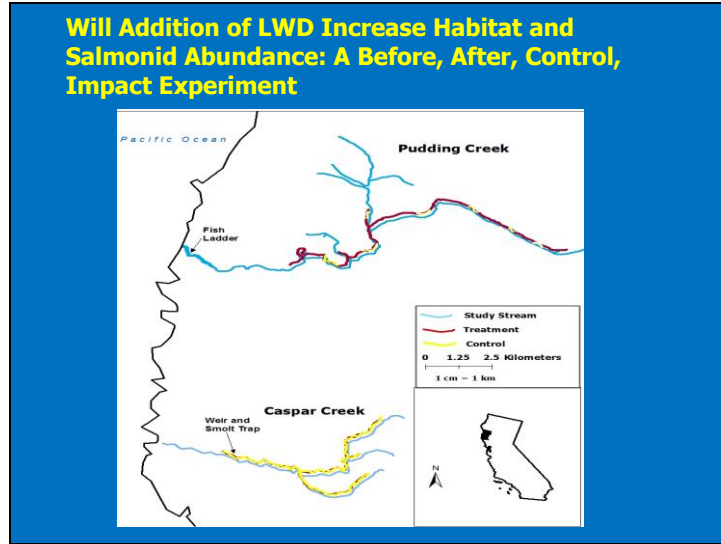 Will Addition of LWD Increase Habitat and
Salmonid Abundance: A Before, After, Control,
Impact Experiment
Pacific Ocean
Pudding Creek
Fish
Ladder
Study Stream
Treatment
Control
0 1.25 2.5 Kilometers
1 cm = 1 km
Caspar Creek
Weir and
Smolt Trap
N